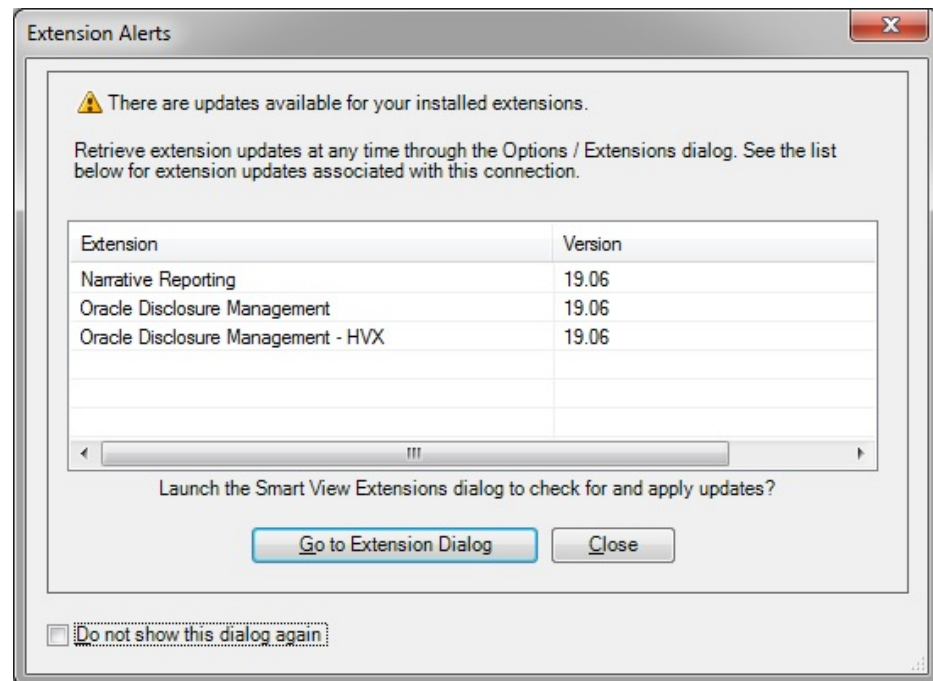 Extension Alerts
There are updates available for your installed extensions.
Retrieve extension updates at any time through the Options / Extensions dialog. See the list
below for extension updates associated with this connection.
Extension Version
Narrative Reporting 19.06
Oracle Disclosure Management 19.06
Oracle Disclosure Management - HVX 19.06
Launch the Smart View Extensions dialog to check for and apply updates?
Go to Extension Dialog Close
Do not show this dialog again